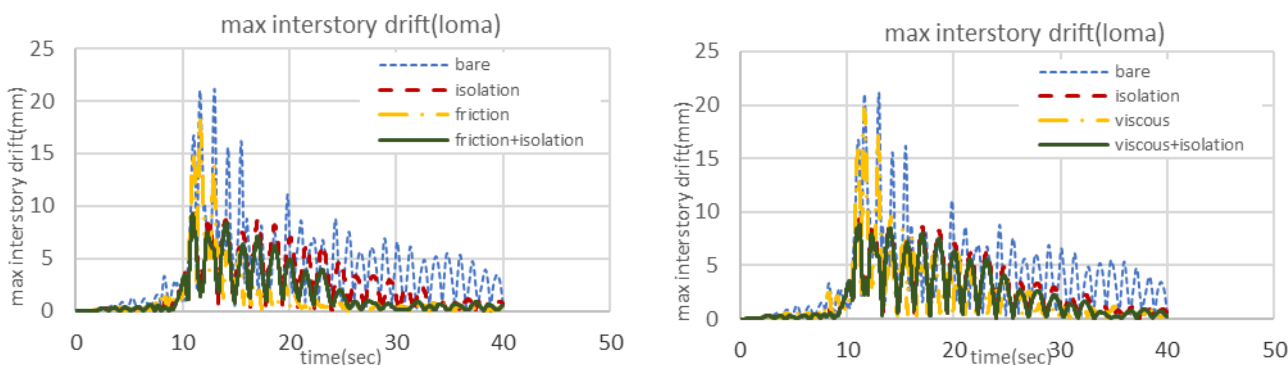 max interstory drift(loma)
max interstory drift(mm)
25
20
15
10
5
0
0
10
20
30
40
50
time(sec)
bare
isolation
friction
friction+isolation
max interstory drift(loma)
max interstory drift(mm)
25
20
15
10
5
0
0
10
20
30
40
50
time(sec)
bare
isolation
viscous
viscous+isolation